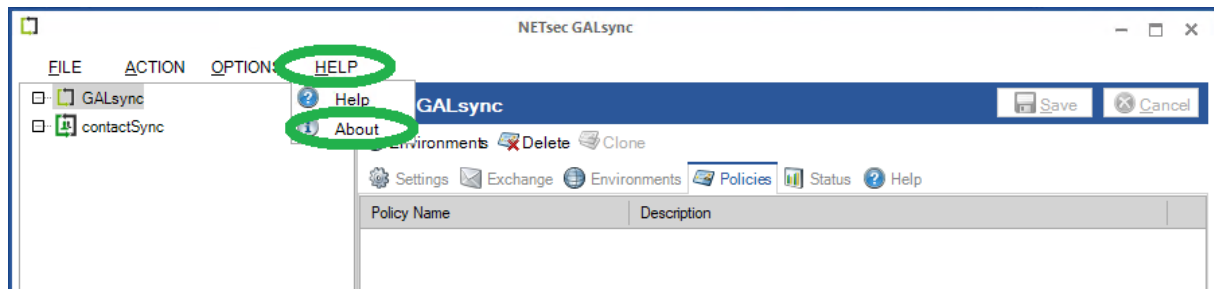 NETsec GALsync
FILE ACTION OPTIONS HELP
GALsync
contactSync
Help
About
GALsync
Save Cancel
Environments Delete Clone
Settings Exchange Environments Policies Status Help
Policy Name Description